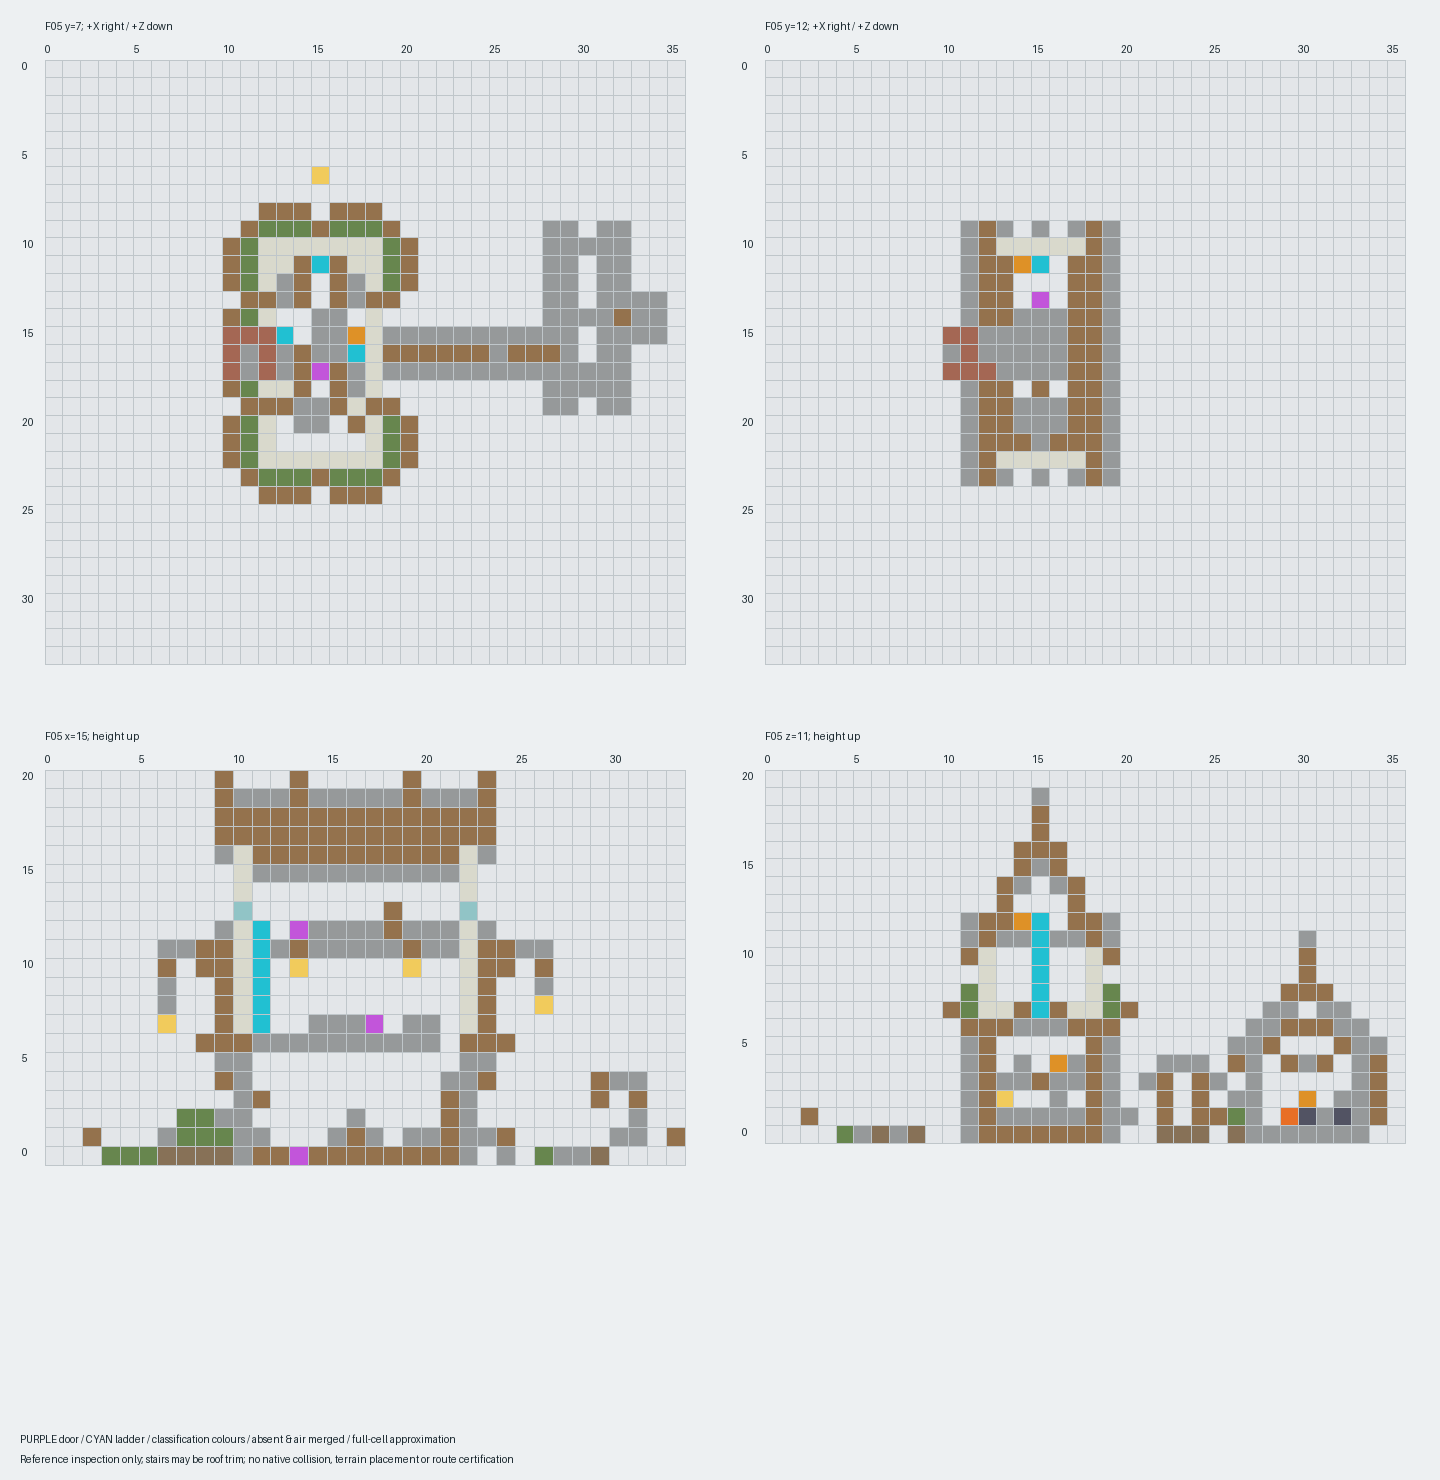 F05 y=7; +X right / +Z down
F05 y=12; +X right / +Z down
0 5 10 15 20 25 30 35
0 5 10 15 20 25 30 35
0
0
5
5
10
10
15
15
20
20
25
25
30
30
F05 x=15; height up
F05 z=11; height up
0 5 10 15 20 25 30
0 5 10 15 20 25 30 35
20
20
15
15
10
10
5
5
0
0
PURPLE door / CYAN ladder / classification colours / absent & air merged / full-cell approximation
Reference inspection only; stairs may be roof trim; no native collision, terrain placement or route certification